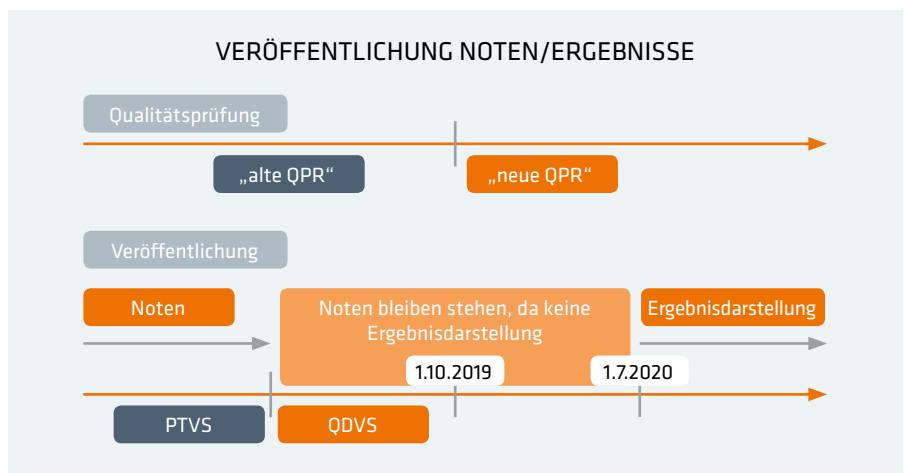 VERÖFFENTLICHUNG NOTEN/ERGEBNISSE
Qualitätsprüfung
„alte QPR“
„neue QPR“
Veröffentlichung
Noten
Noten bleiben stehen, da keine
Ergebnisdarstellung
Ergebnisdarstellung
1.10.2019
1.7.2020
PTVS
QDVS